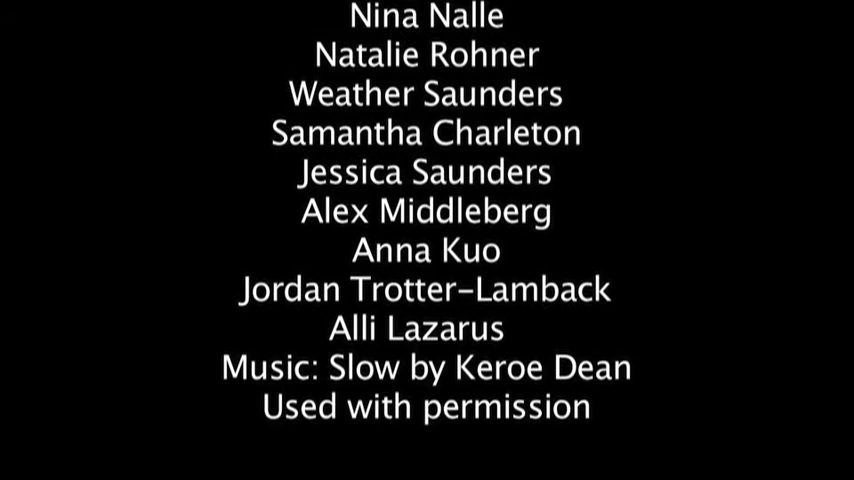 Nina Nalle
Natalie Rohner
Weather Saunders
Samantha Charleton
Jessica Saunders
Alex Middleberg
Anna Kuo
Jordan Trotter-Lamback
Alli Lazarus
Music: Slow by Keroe Dean
Used with permission